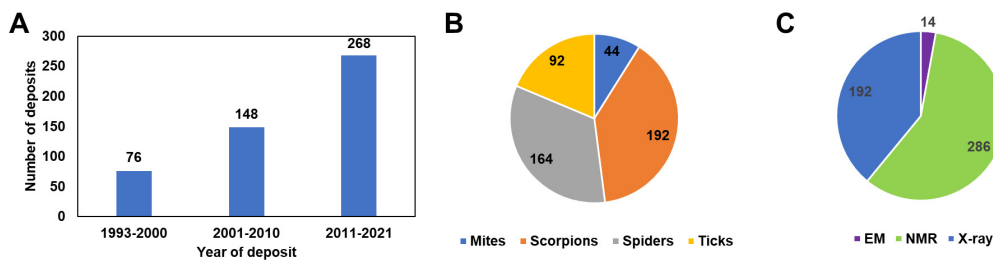 A
Number of deposits
300
250
200
150
100
50
0
76
148
268
1993-2000 2001-2010 2011-2021
Year of deposit
B
44
192
164
92
Mites Scorpions Spiders Ticks
C
14
286
192
EM NMR X-ray